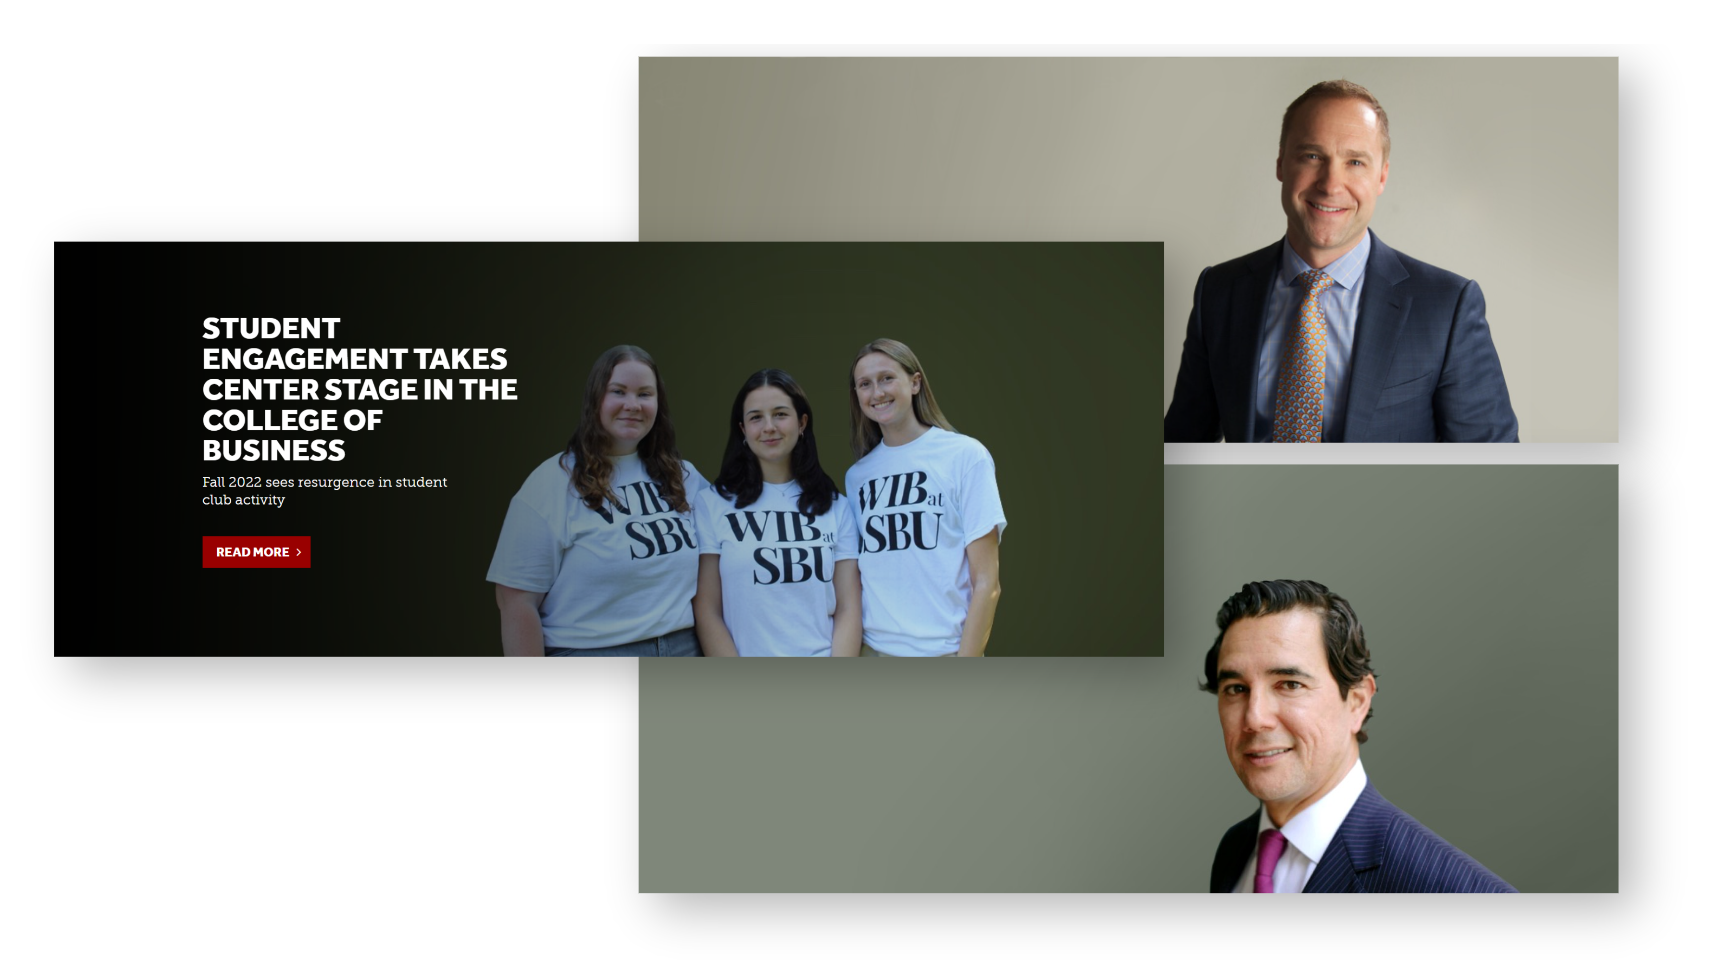 STUDENT
ENGAGEMENT TAKES
CENTER STAGE IN THE
COLLEGE OF
BUSINESS
Fall 2022 sees resurgence in student
club activity
READ MORE
WIB
SBU
WIB at
SBU
WIB at
SBU